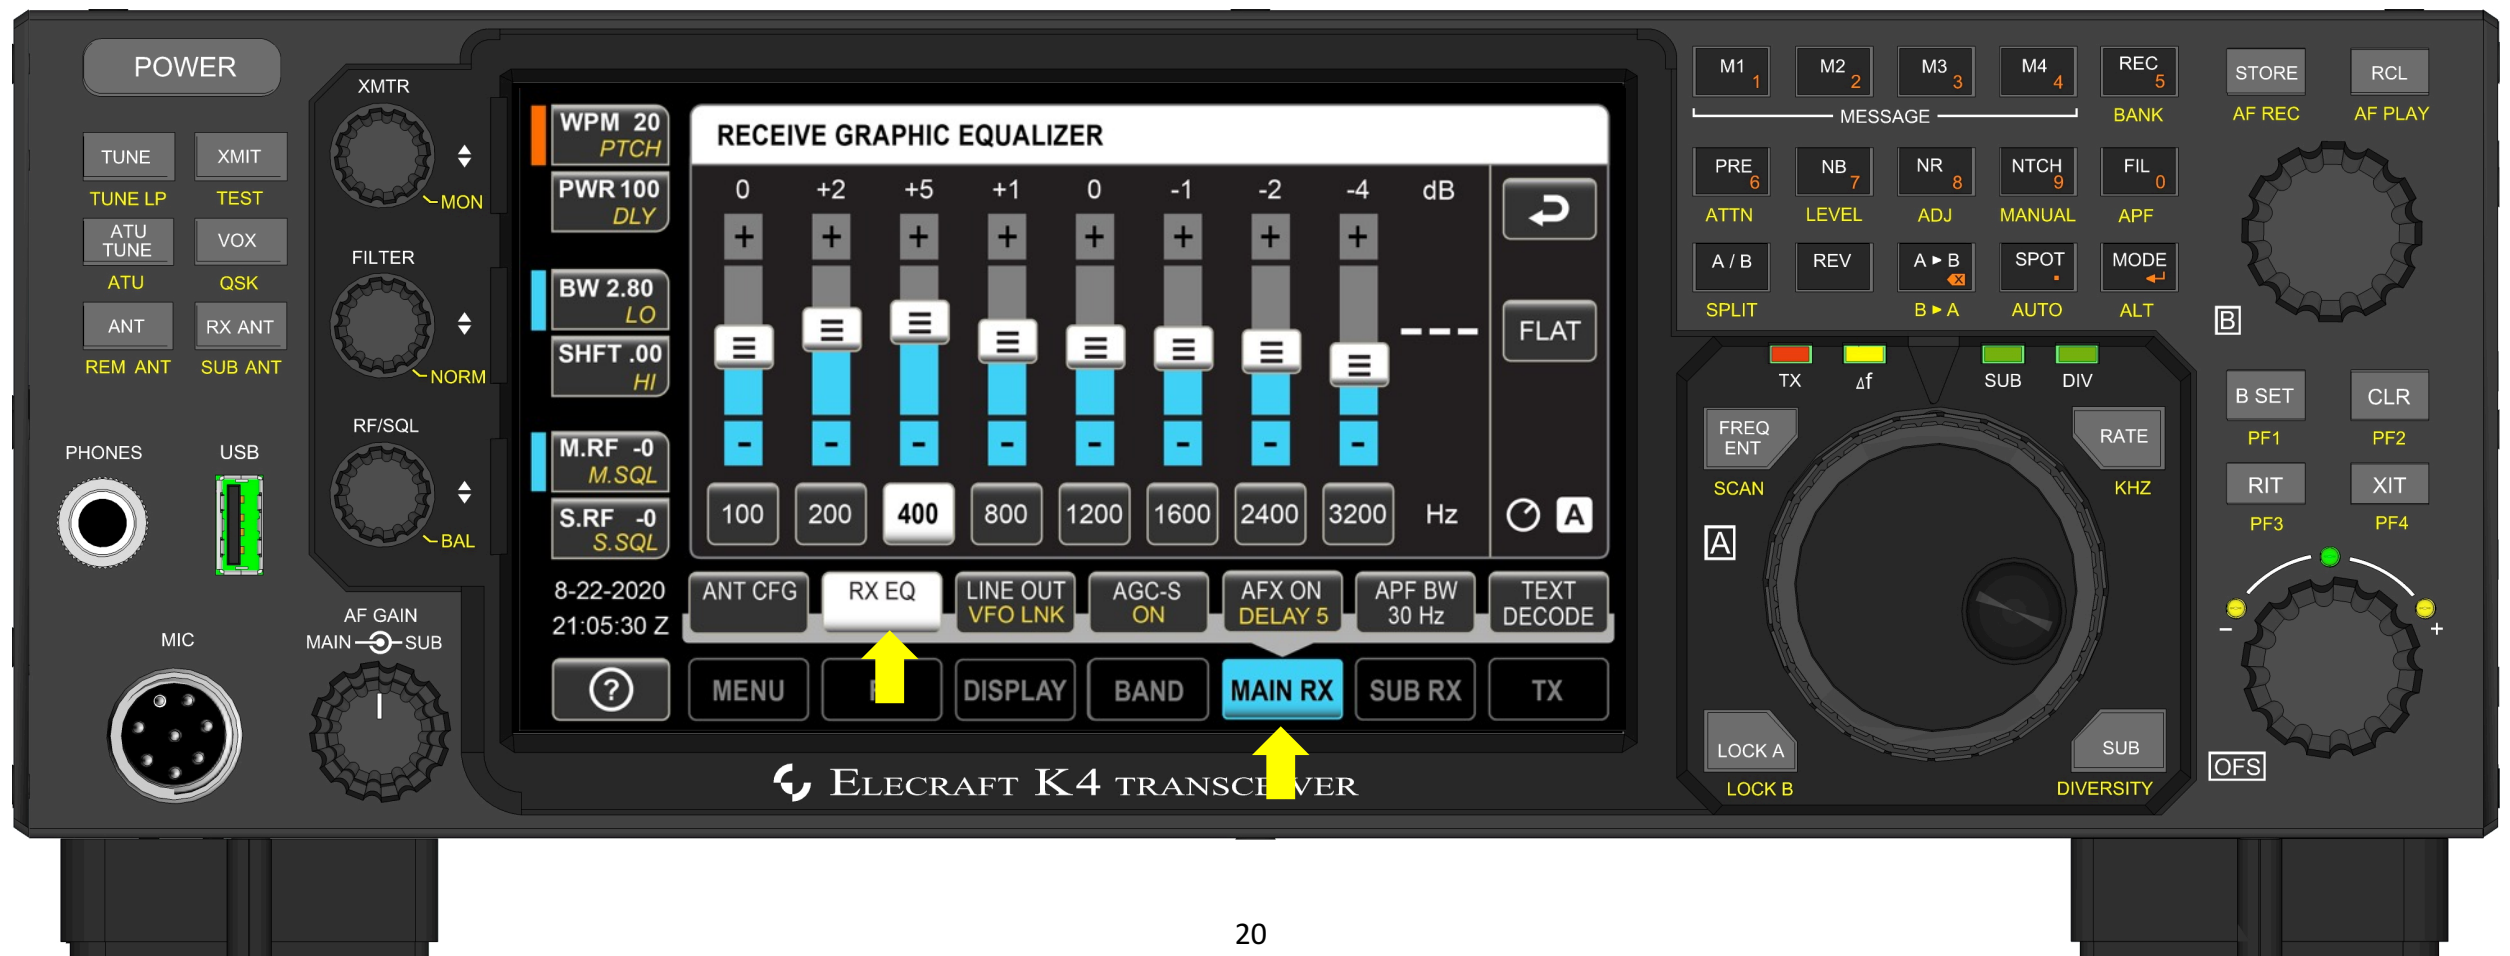 POWER
XMTR
TUNE XMIT
TUNE LP TEST
MON
ATU TUNE VOX
ATU QSK
FILTER
ANT RX ANT
REM ANT SUB ANT
NORM
RF/SQL
PHONES USB
BAL
AF GAIN
MAIN SUB
MIC
WPM 20
PTCH
PWR 100
DLY
BW 2.80
LO
SHFT .00
HI
M.RF -0
M.SQL
S.RF -0
S.SQL
8-22-2020
21:05:30 Z
?
RECEIVE GRAPHIC EQUALIZER
0 +2 +5 +1 0 -1 -2 -4 dB
+ + + + + + + +
---
FLAT
- - - - - - - -
100 200 400 800 1200 1600 2400 3200 Hz
A
ANT CFG
RX EQ
LINE OUT
VFO LNK
AGC-S
ON
AFX ON
DELAY 5
APF BW
30 Hz
TEXT
DECODE
MENU DISPLAY BAND MAIN RX SUB RX TX
ELECRAFT K4
M1 1 M2 2 M3 3 M4 4 REC 5
MESSAGE BANK
PRE 6 NB 7 NR 8 NTCH 9 FIL 0
ATTN LEVEL ADJ MANUAL APF
A / B REV A ► B SPOT . MODE
SPLIT B ► A AUTO ALT
TX Δf SUB DIV
FREQ
ENT
RATE
SCAN KHZ
A
LOCK A SUB
LOCK B DIVERSITY
STORE RCL
AF REC AF PLAY
B
B SET CLR
PF1 PF2
RIT XIT
PF3 PF4
- +
OFS
20